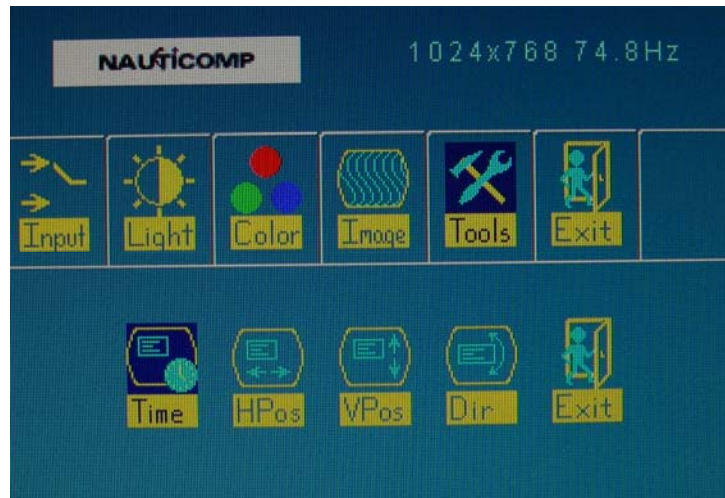 NAUTICOMP
1024x768 74.8Hz
Input Light Color Image Tools Exit
Time HPos VPos Dir Exit